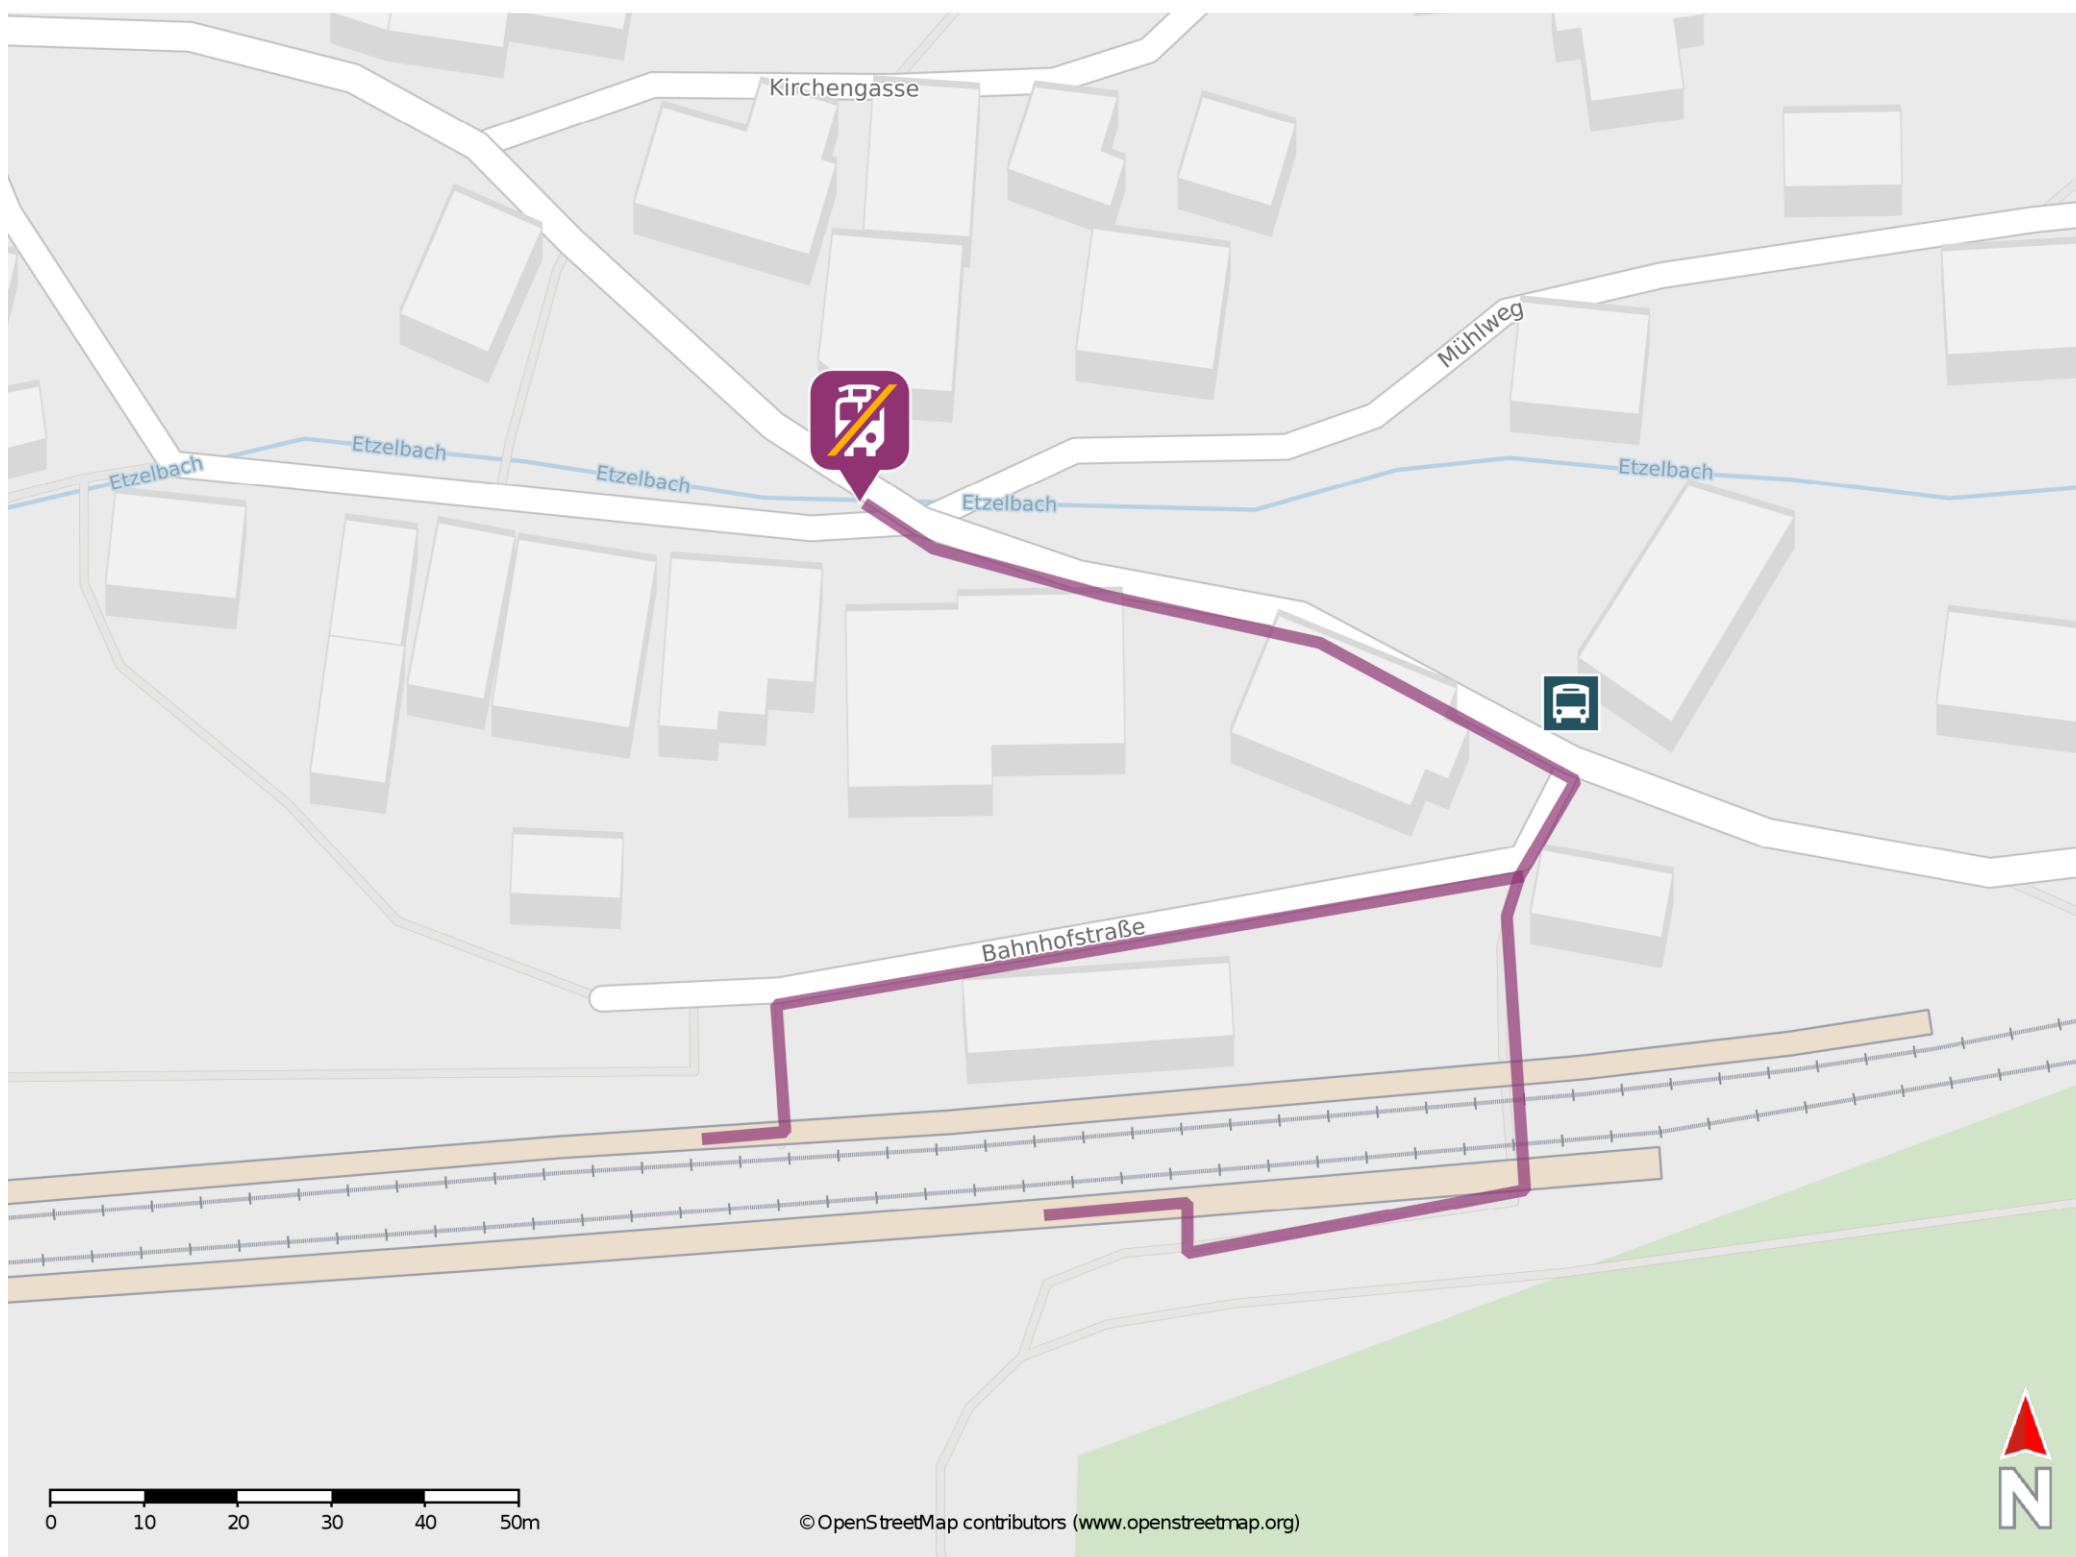 Kirchengasse
Mühlweg
Etzelbach
Etzelbach
Etzelbach
Etzelbach
Etzelbach
Bahnhofstraße
N
0 10 20 30 40 50m
© OpenStreetMap contributors (www.openstreetmap.org)